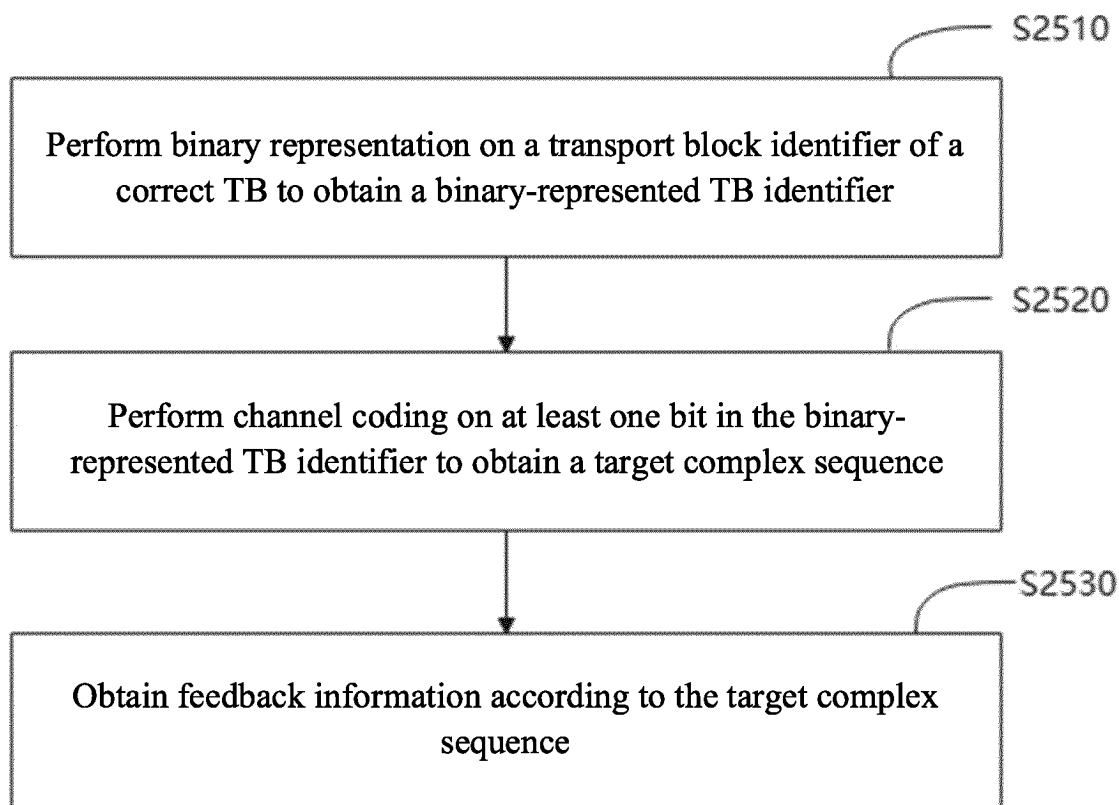 S2510
Perform binary representation on a transport block identifier of a
correct TB to obtain a binary-represented TB identifier
S2520
Perform channel coding on at least one bit in the binary-
represented TB identifier to obtain a target complex sequence
S2530
Obtain feedback information according to the target complex
sequence